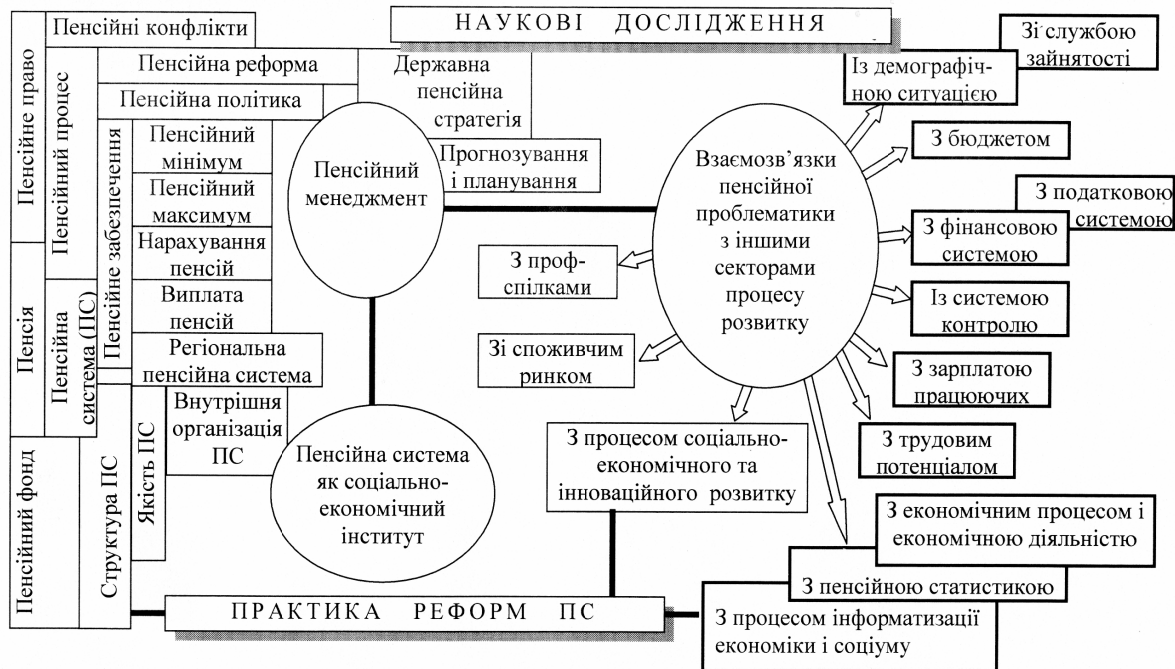 НАУКОВІ ДОСЛІДЖЕННЯ
Пенсійне право
Пенсія
Пенсійний фонд
Пенсійні конфлікти
Пенсійний процес
Пенсійна
система (ПС)
Пенсійна реформа
Державна
пенсійна
стратегія
Пенсійна політика
Прогнозування
і планування
Пенсійне забезпечення
Пенсійний
мінімум
Пенсійний
максимум
Нарахування
пенсій
Виплата
пенсій
Регіональна
пенсійна система
Структура ПС
Якість ПС
Внутрішня
організація
ПС
Пенсійний
менеджмент
Пенсійна система
як соціально-
економічний
інститут
Взаємозв’язки
пенсійної
проблематики
з іншими
секторами
процесу
розвитку
Зі службою
зайнятості
Із демографіч-
ною ситуацією
З бюджетом
З податковою
системою
З фінансовою
системою
Із системою
контролю
З зарплатою
працюючих
З трудовим
потенціалом
З економічним процесом і
економічною діяльністю
З пенсійною статистикою
З процесом інформатизації
економіки і соціуму
З проф-
спілками
Зі споживчим
ринком
З процесом соціально-
економічного та
інноваційного розвитку
ПРАКТИКА РЕФОРМ ПС